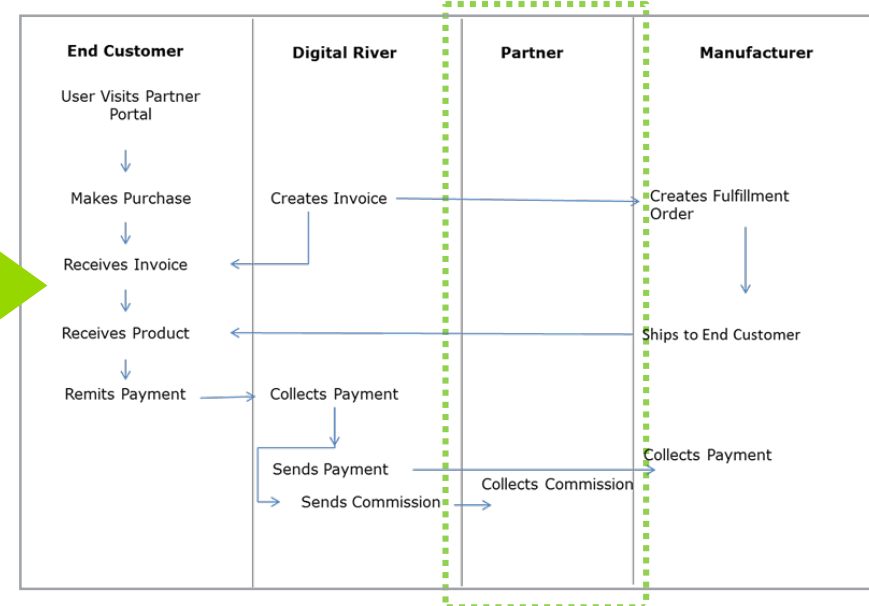 End Customer
Digital River
Partner
Manufacturer
User Visits Partner
Portal
Makes Purchase
Creates Invoice
Creates Fulfillment
Order
Receives Invoice
Receives Product
Ships to End Customer
Remits Payment
Collects Payment
Collects Payment
Sends Payment
Collects Commission
Sends Commission